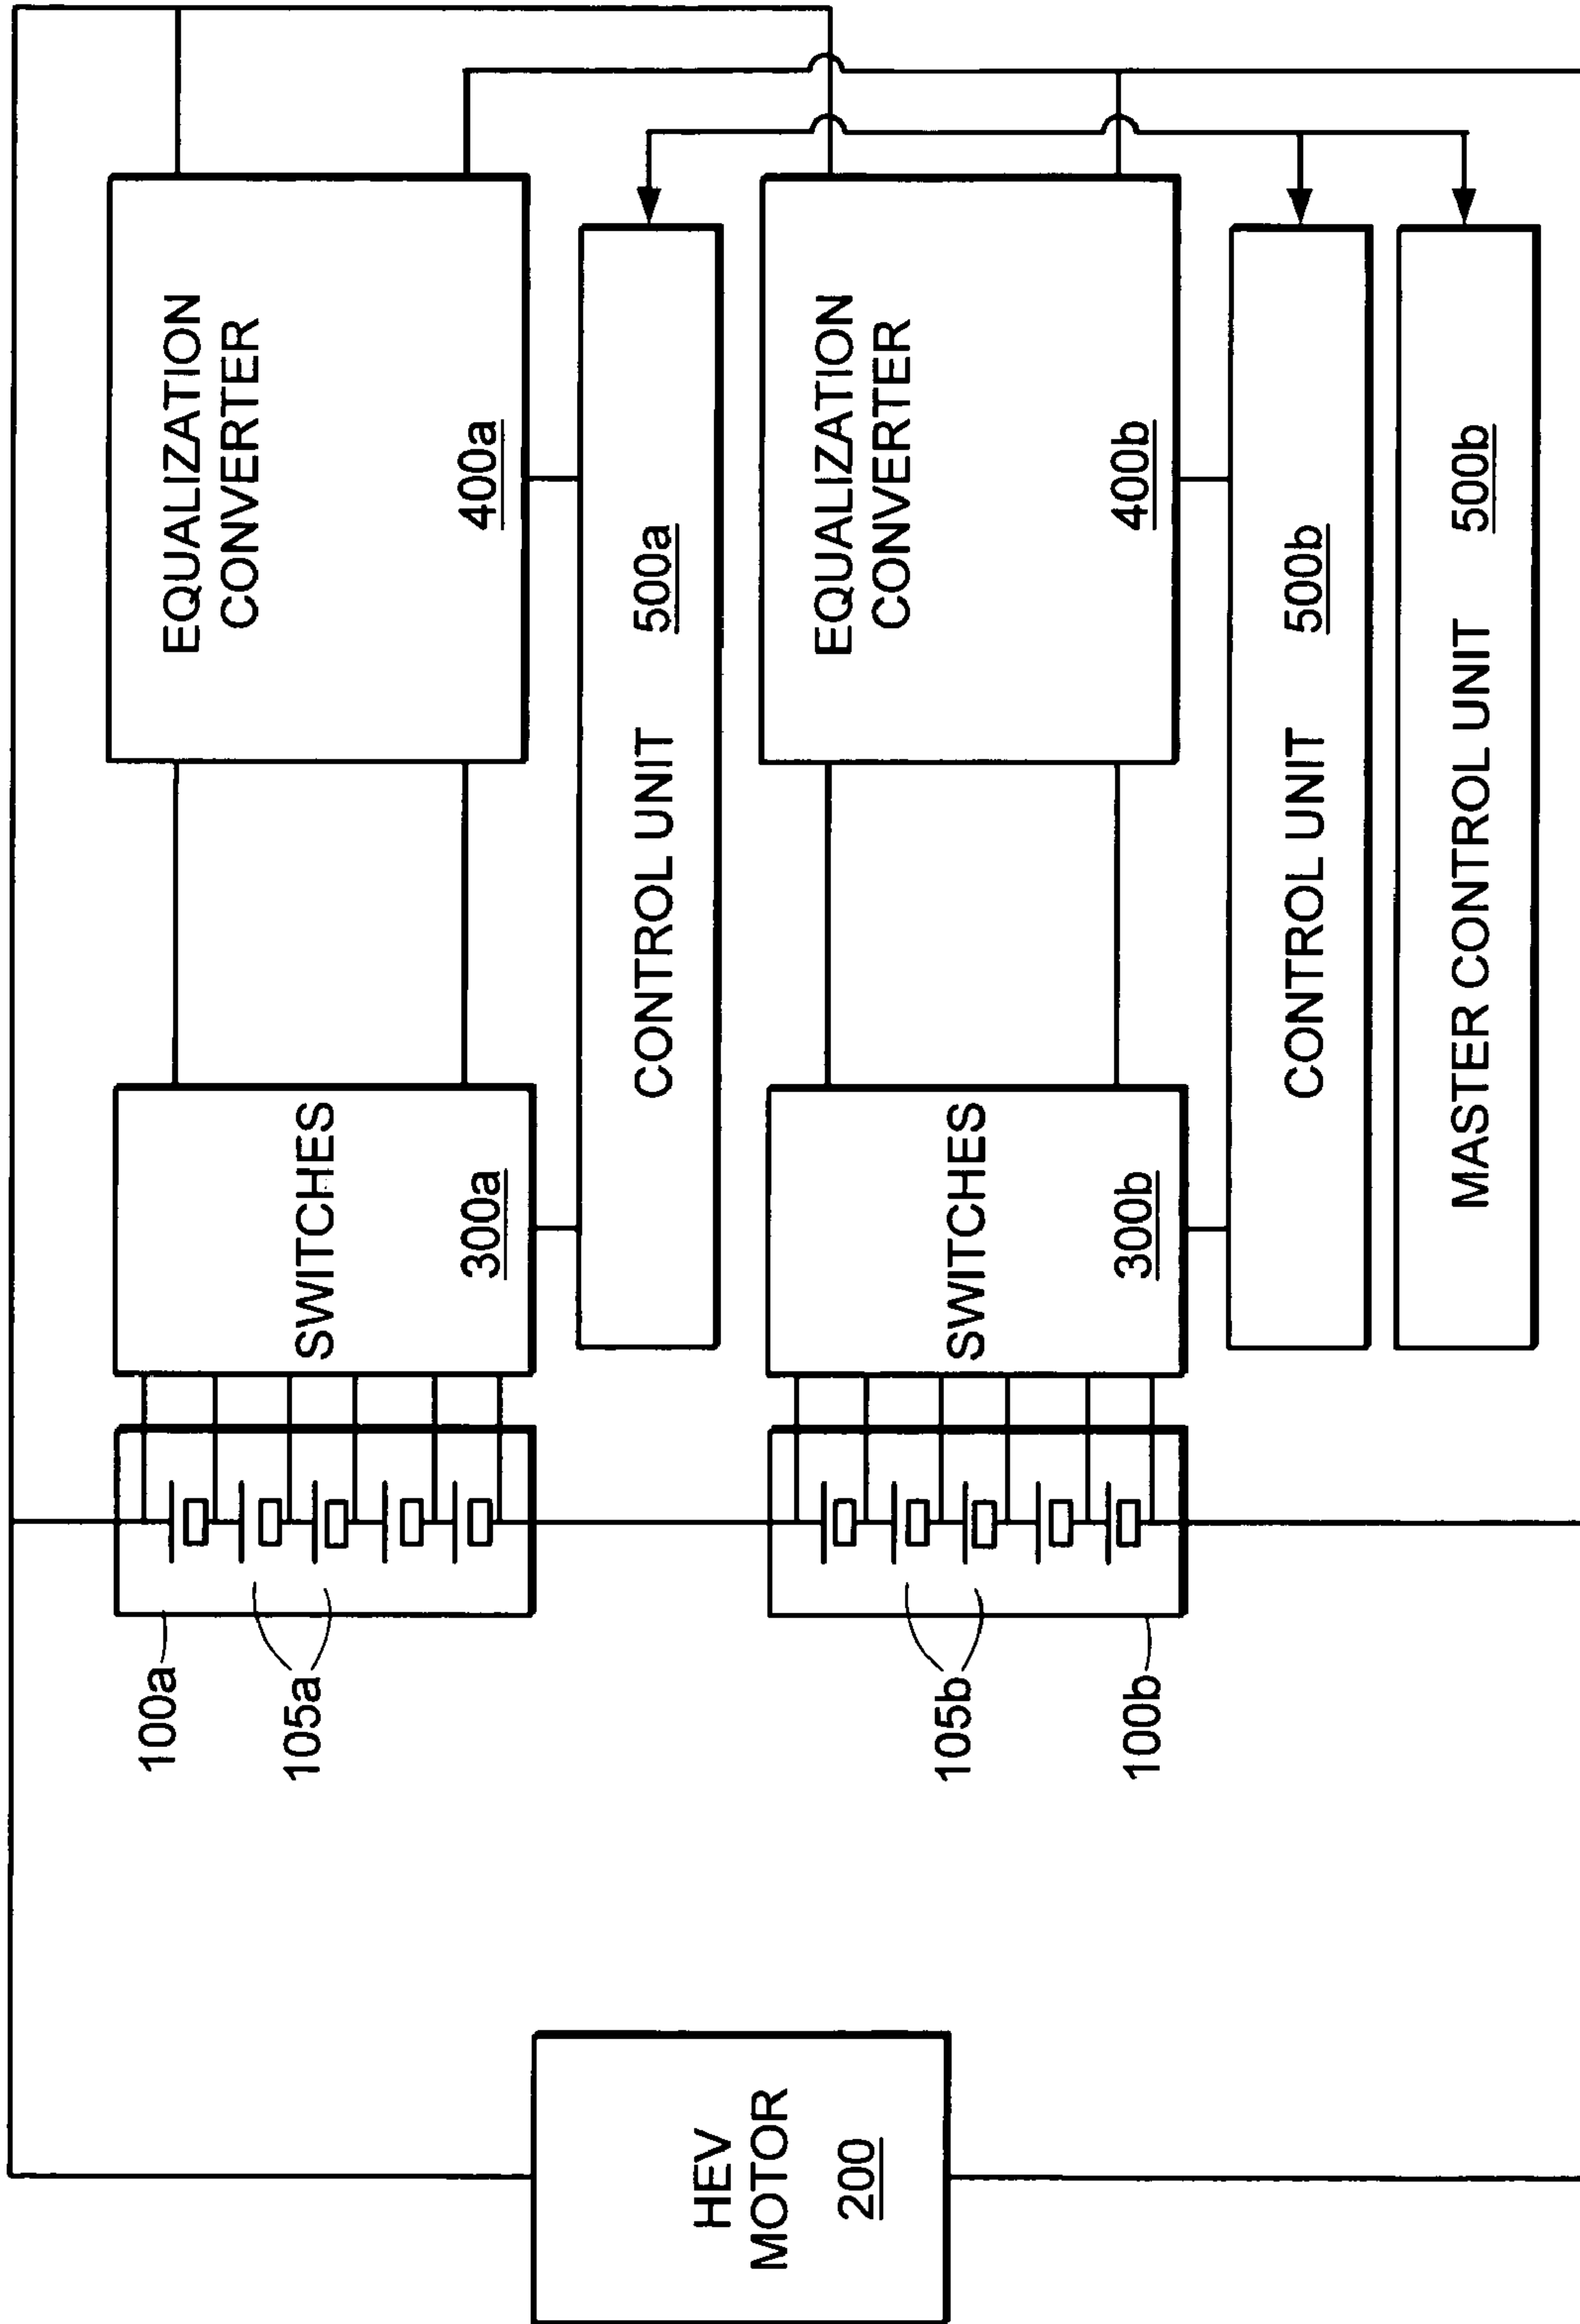 HEV
MOTOR
200
100a
105a
105b
100b
SWITCHES
300a
SWITCHES
300b
EQUALIZATION
CONVERTER
400a
CONTROL UNIT 500a
EQUALIZATION
CONVERTER
400b
CONTROL UNIT 500b
MASTER CONTROL UNIT 500b